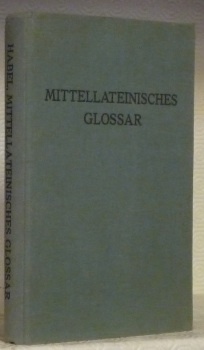 MITTELLATEINISCHES
GLOSSAR
HABEL, MITTELLATEINISCHES GLOSSAR